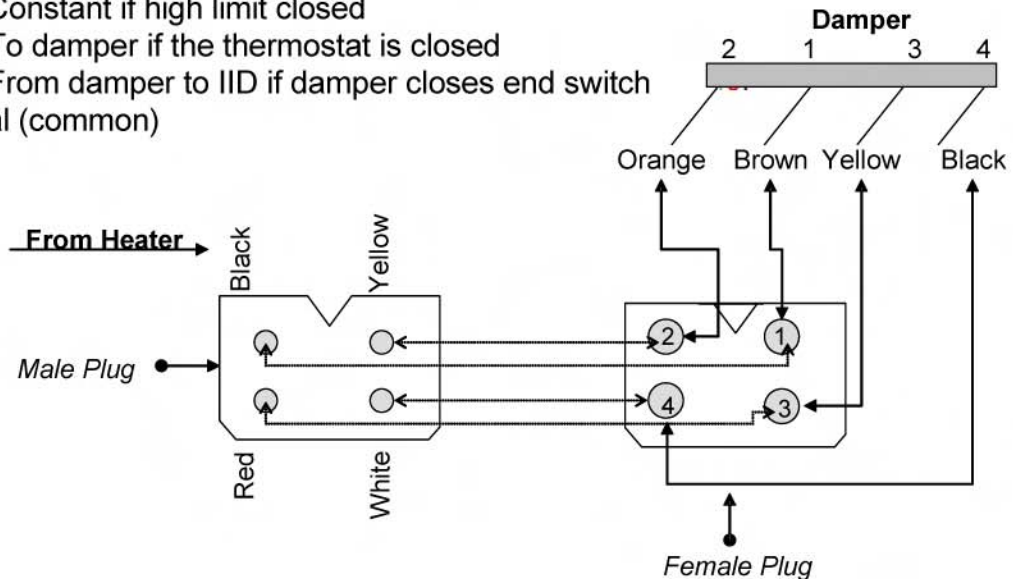 Constant if high limit closed
To damper if the thermostat is closed
From damper to IID if damper closes end switch
(common)
Damper
2 1 3 4
Orange Brown Yellow Black
From Heater
Black
Yellow
2 1
Male Plug
4 3
Red
White
Female Plug